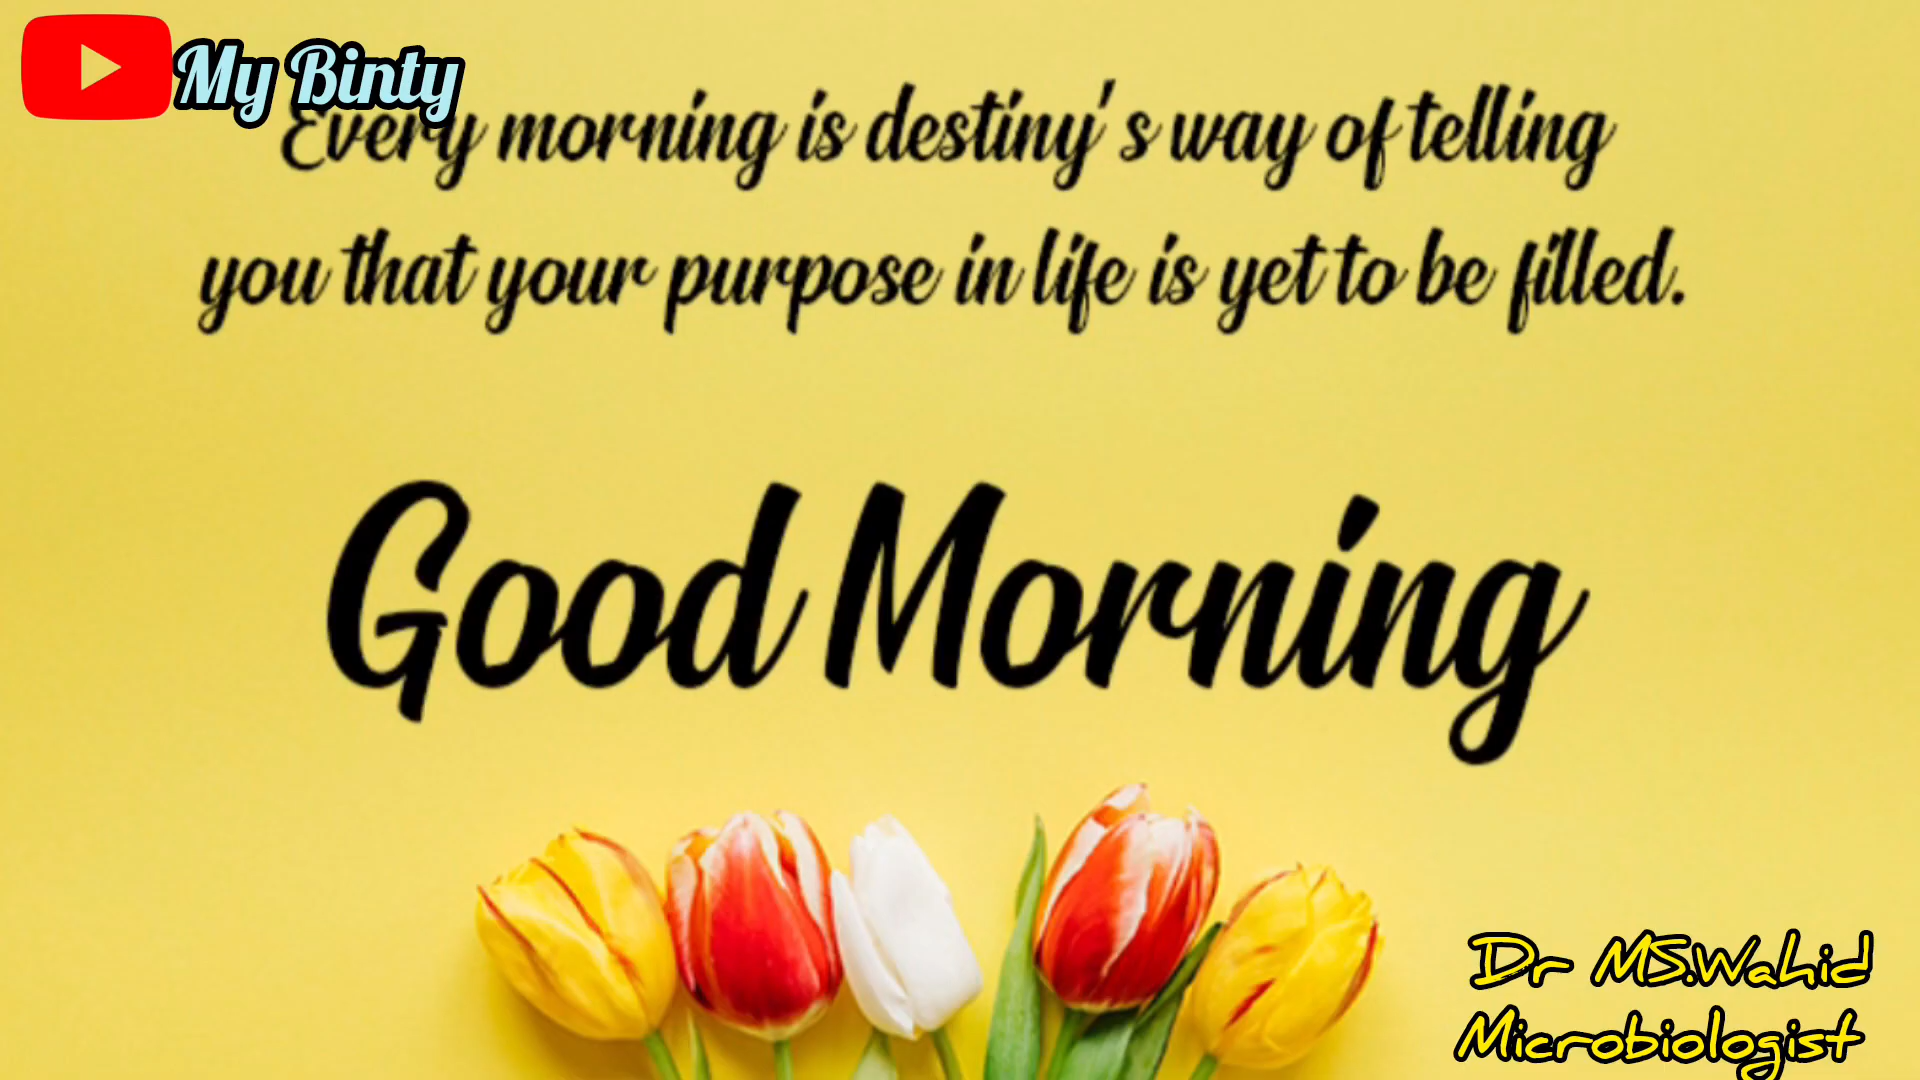 My Binty
Every morning is destiny's way of telling
you that your purpose in life is yet to be filled.
Good Morning
Dr MS.Wahid
Microbiologist